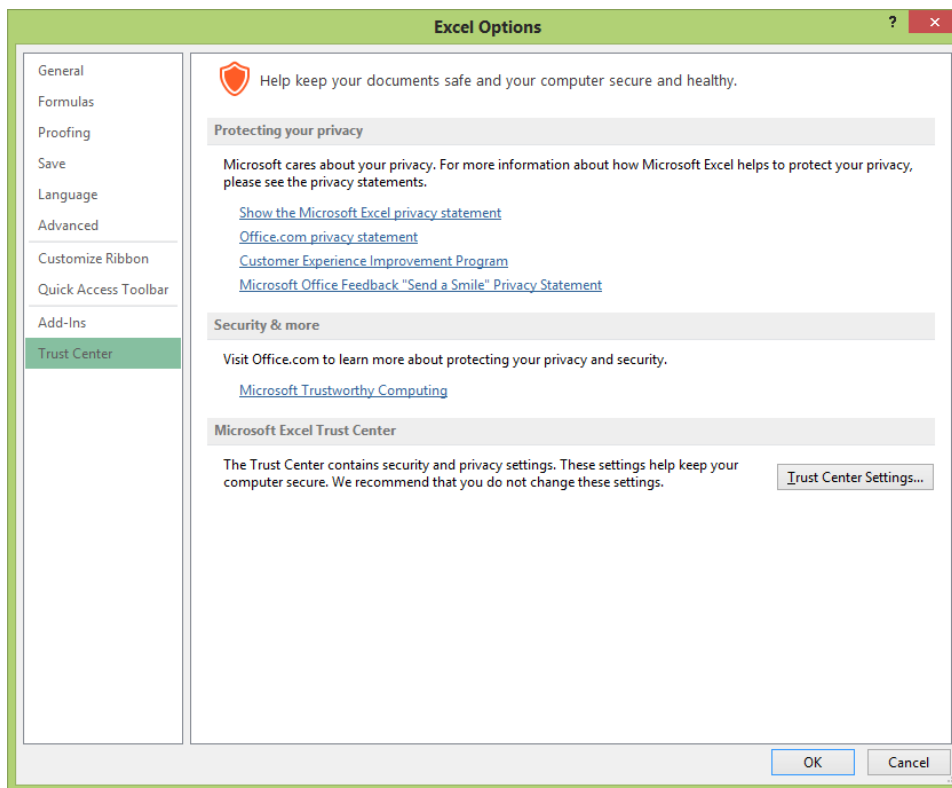 Excel Options
?
×
General
Formulas
Proofing
Save
Language
Advanced
Customize Ribbon
Quick Access Toolbar
Add-Ins
Trust Center
Help keep your documents safe and your computer secure and healthy.
Protecting your privacy
Microsoft cares about your privacy. For more information about how Microsoft Excel helps to protect your privacy,
please see the privacy statements.
Show the Microsoft Excel privacy statement
Office.com privacy statement
Customer Experience Improvement Program
Microsoft Office Feedback "Send a Smile" Privacy Statement
Security & more
Visit Office.com to learn more about protecting your privacy and security.
Microsoft Trustworthy Computing
Microsoft Excel Trust Center
The Trust Center contains security and privacy settings. These settings help keep your
computer secure. We recommend that you do not change these settings.
Trust Center Settings...
OK
Cancel